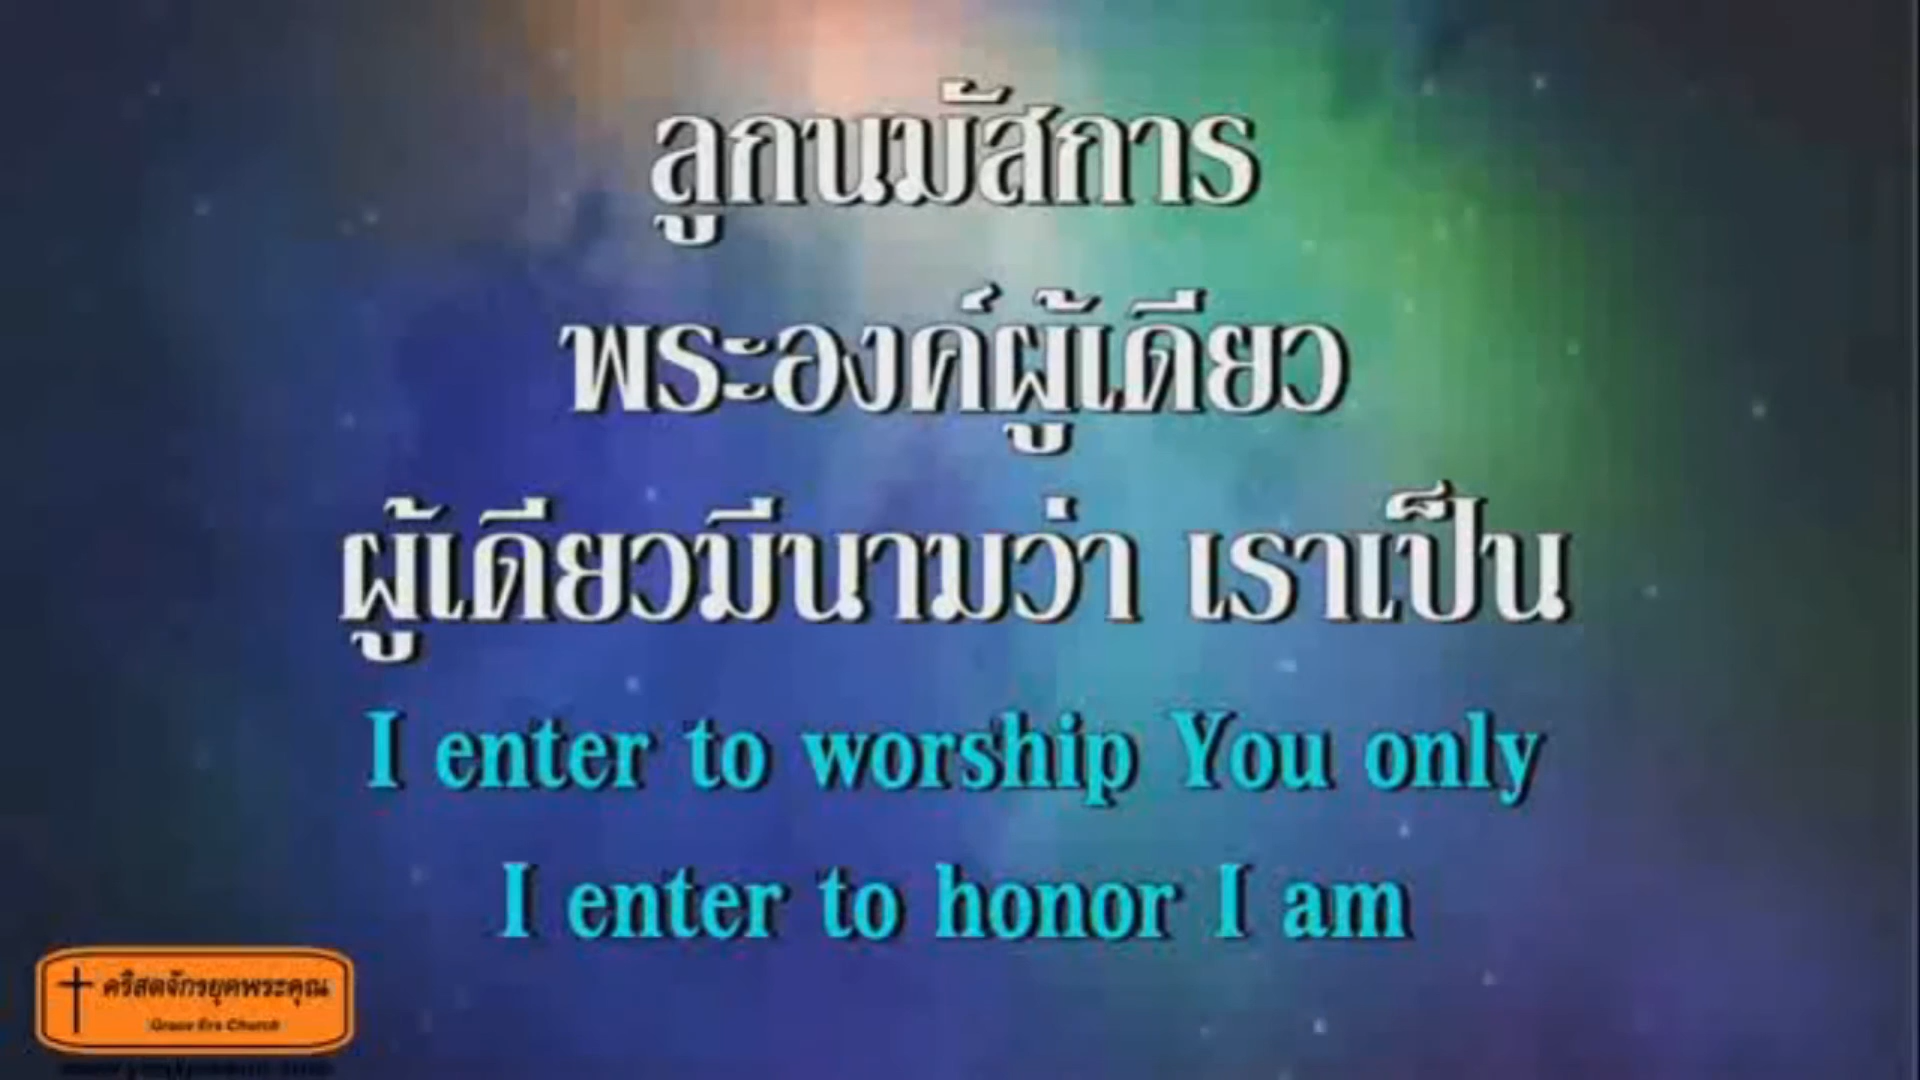 ลูกนมัสการ
พระองค์ผู้เดียว
ผู้เดียวมีนามว่า เราเป็น
I enter to worship You only
I enter to honor I am
คริสตจักรยุคพระคุณ
Grace Era Church